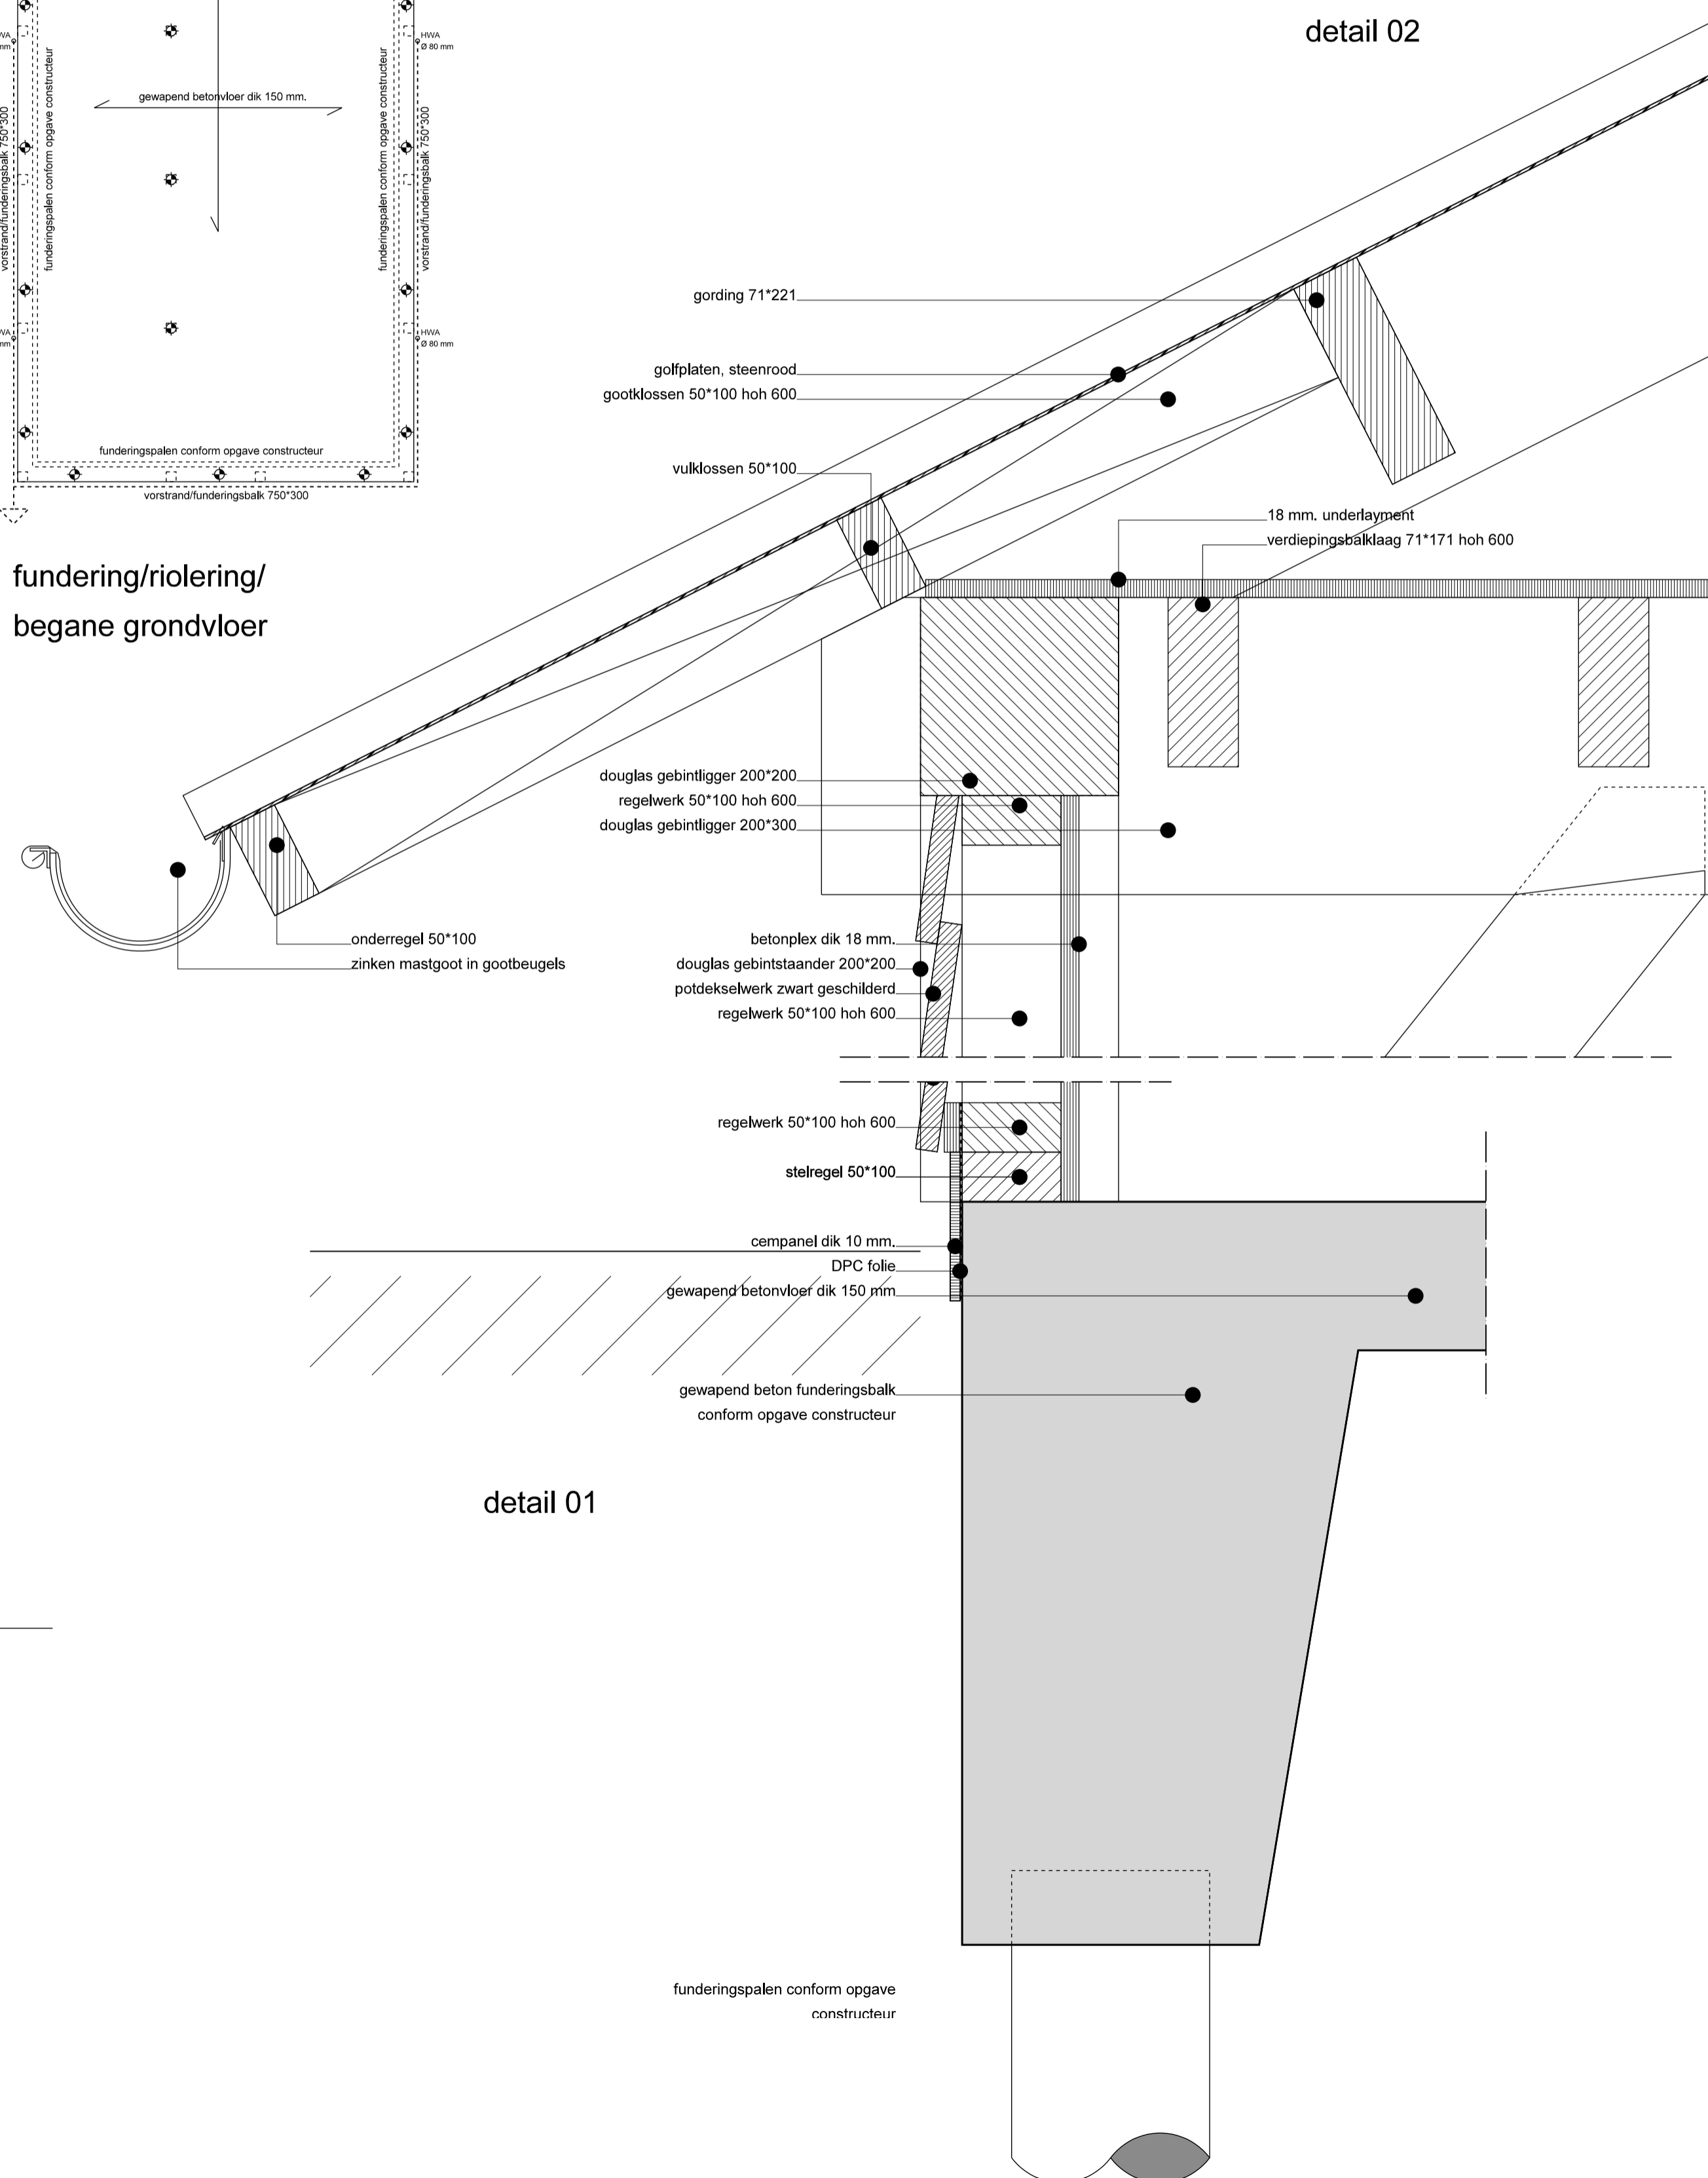 detail 02
HWA
Ø 80 mm
funderingspalen conform opgave constructeur
vorstrand/funderingsbalk 750*300
gewapend betonvloer dik 150 mm.
funderingspalen conform opgave constructeur
vorstrand/funderingsbalk 750*300
HWA
mm
HWA
mm
HWA
Ø 80 mm
funderingspalen conform opgave constructeur
vorstrand/funderingsbalk 750*300
fundering/riolering/
begane grondvloer
gording 71*221
golfplaten, steenrood
gootklossen 50*100 hoh 600
vulklossen 50*100
18 mm. underlayment
verdiepingsbalklaag 71*171 hoh 600
douglas gebintligger 200*200
regelwerk 50*100 hoh 600
douglas gebintligger 200*300
onderregel 50*100
zinken mastgoot in gootbeugels
betonplex dik 18 mm.
douglas gebintstaander 200*200
potdekselwerk zwart geschilderd
regelwerk 50*100 hoh 600
regelwerk 50*100 hoh 600
stelregel 50*100
cempanel dik 10 mm.
DPC folie
gewapend betonvloer dik 150 mm
gewapend beton funderingsbalk
conform opgave constructeur
detail 01
funderingspalen conform opgave
constructeur